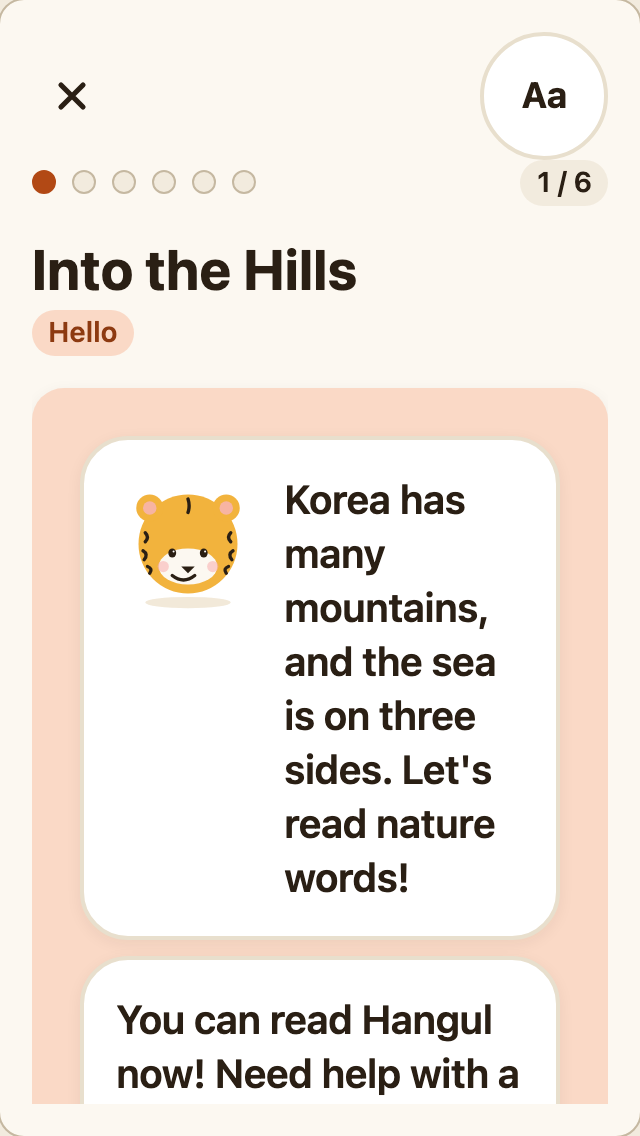 Aa
1 / 6
Into the Hills
Hello
Korea has
many
mountains,
and the sea
is on three
sides. Let's
read nature
words!
You can read Hangul
now! Need help with a